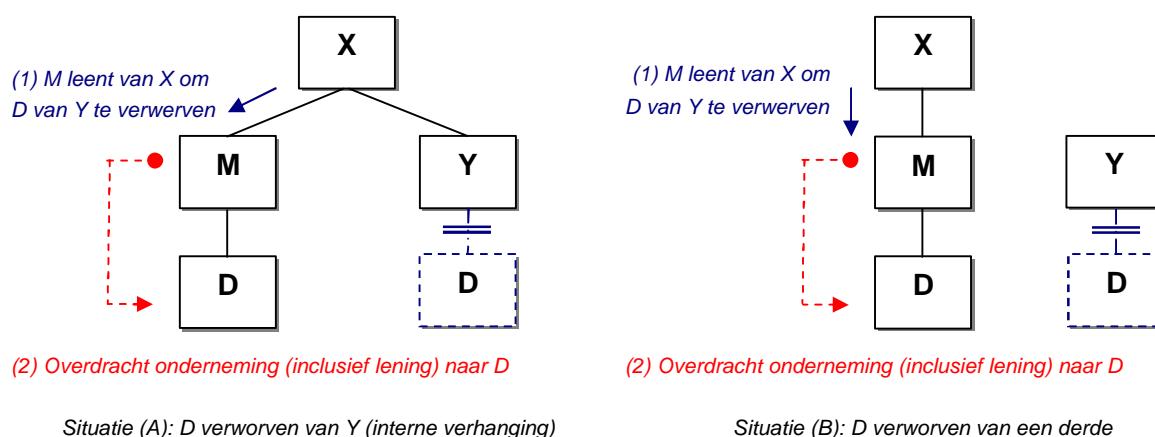 X
(1) M leent van X om
D van Y te verwerven
M
Y
D
D
(2) Overdracht onderneming (inclusief lening) naar D
Situatie (A): D verworven van Y (interne verhanging)
X
(1) M leent van X om
D van Y te verwerven
M
Y
D
D
(2) Overdracht onderneming (inclusief lening) naar D
Situatie (B): D verworven van een derde